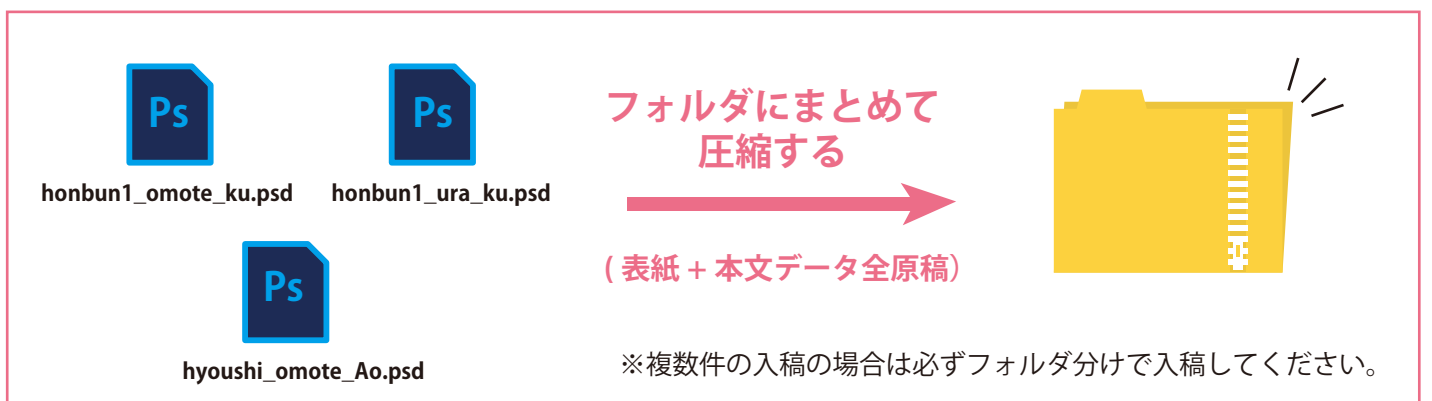 Ps
Ps
honbun1_omote_ku.psd
honbun1_ura_ku.psd
Ps
hyoushi_omote_Ao.psd
フォルダにまとめて
圧縮する
( 表紙 + 本文データ全原稿）
※複数件の入稿の場合は必ずフォルダ分けで入稿してください。